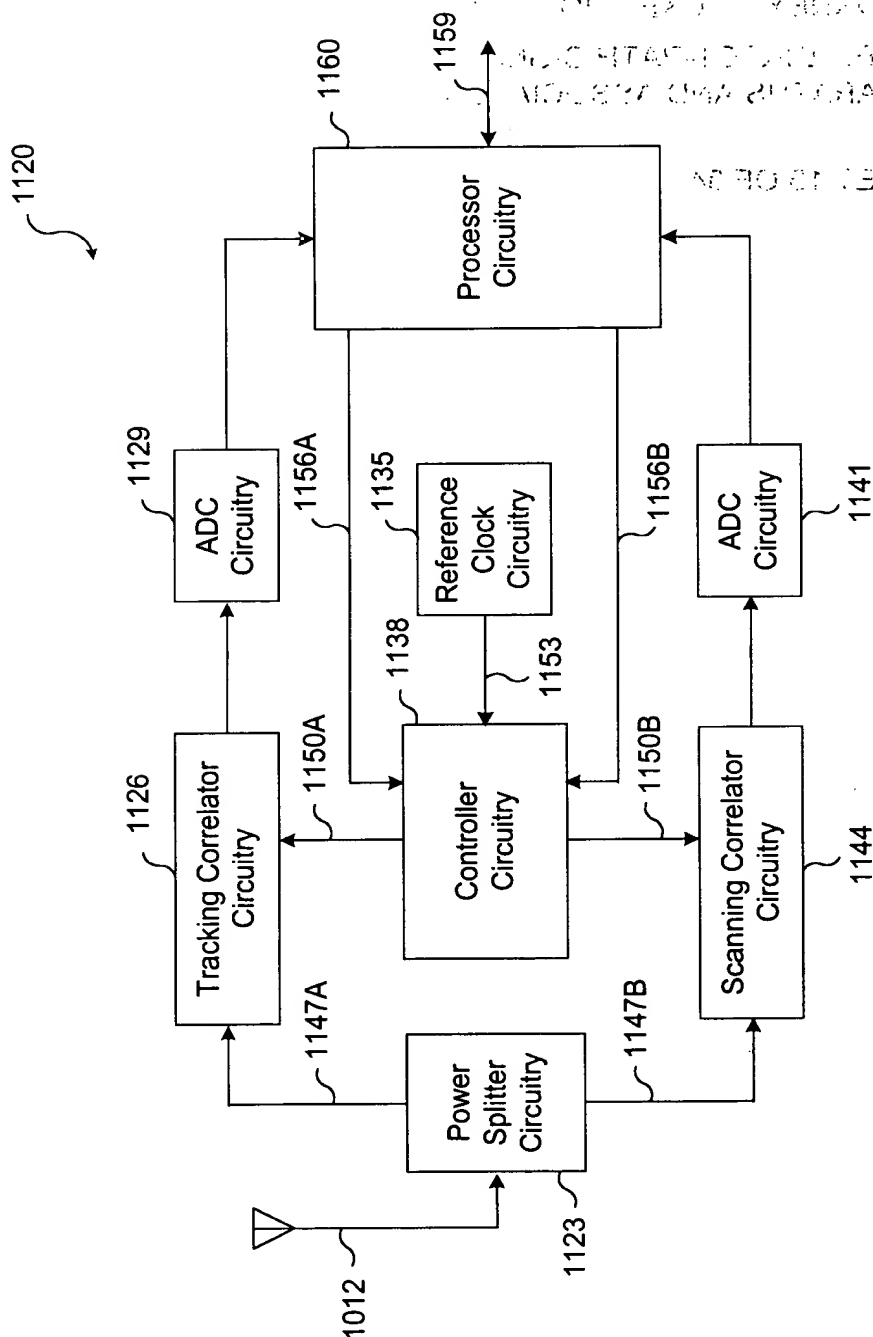 1120
1159
1160
Processor
Circuitry
1129
ADC
Circuitry
1156A
1135
Reference
Clock
Circuitry
1156B
1141
ADC
Circuitry
1138
1153
1126
Tracking Correlator
Circuitry
1150A
Controller
Circuitry
1150B
Scanning Correlator
Circuitry
1144
1147A
Power
Splitter
Circuitry
1147B
1123
1012